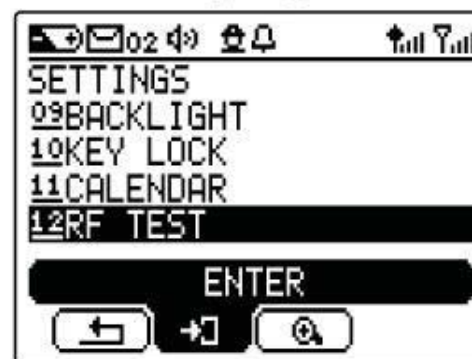 02
SETTINGS
09BACKLIGHT
10KEY LOCK
11CALENDAR
12RF TEST
ENTER